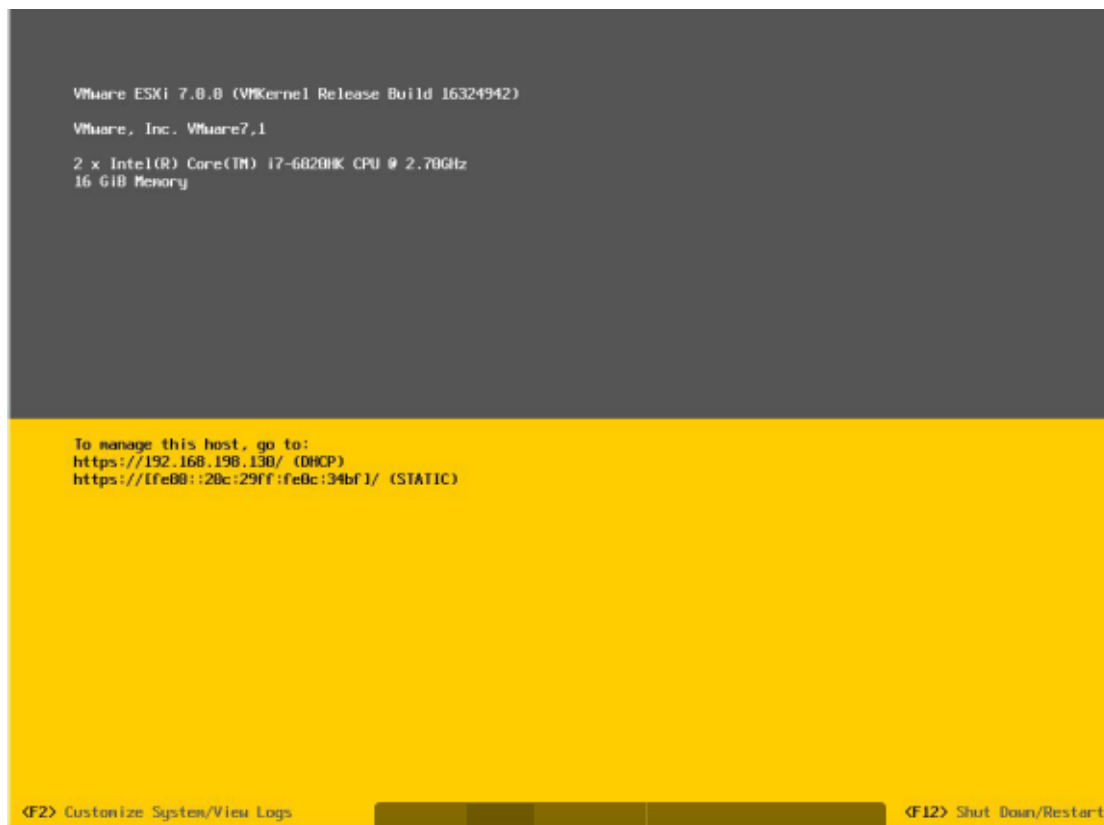 VMware ESXi 7.0.0 (VMKernel Release Build 16324942)
VMware, Inc. VMware7,1
2 x Intel(R) Core(TM) i7-6820HK CPU @ 2.70GHz
16 GiB Memory
To manage this host, go to:
https://192.168.198.130/ (DHCP)
https://[fe80::20c:29ff:fe0c:34bf]/ (STATIC)
<F2> Customize System/View Logs
<F12> Shut Down/Restart